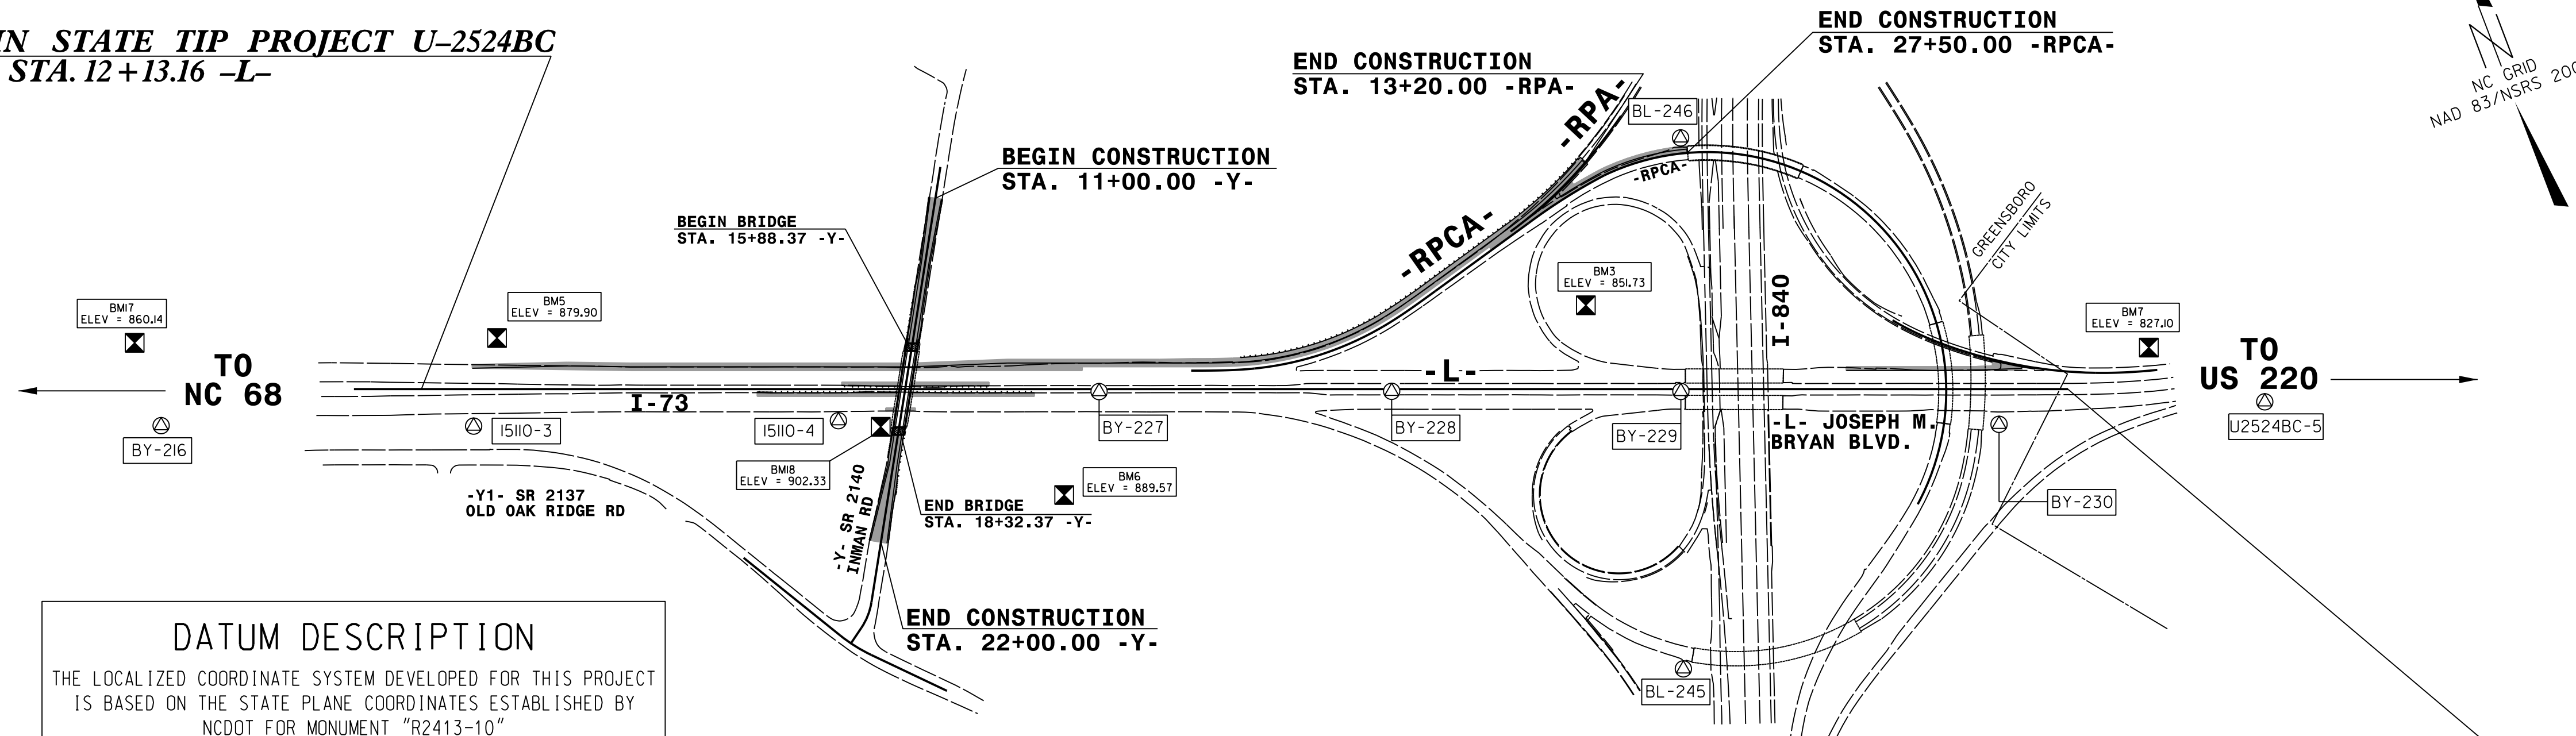 IN STATE TIP PROJECT U–2524BC
STA. 12+13.16 –L–
END CONSTRUCTION
STA. 27+50.00 -RPCA-
END CONSTRUCTION
STA. 13+20.00 -RPA-
-RPA-
BL-246
NC GRID
NAD 83/NSRS 200
BEGIN CONSTRUCTION
STA. 11+00.00 -Y-
-RPCA-
-RPCA-
BEGIN BRIDGE
STA. 15+88.37 -Y-
GREENSBORO
CITY LIMITS
BM17
ELEV = 860.14
BM5
ELEV = 879.90
BM3
ELEV = 851.73
I-840
BM7
ELEV = 827.10
TO
NC 68
-L-
TO
US 220
I-73
BY-216
15110-3
15110-4
BY-227
BY-228
BY-229
-L- JOSEPH M.
BRYAN BLVD.
U2524BC-5
BM18
ELEV = 902.33
BM6
ELEV = 889.57
-Y1- SR 2137
OLD OAK RIDGE RD
-Y- SR 2140
INMAN RD
END BRIDGE
STA. 18+32.37 -Y-
BY-230
END CONSTRUCTION
STA. 22+00.00 -Y-
BL-245
DATUM DESCRIPTION
THE LOCALIZED COORDINATE SYSTEM DEVELOPED FOR THIS PROJECT
IS BASED ON THE STATE PLANE COORDINATES ESTABLISHED BY
NCDOT FOR MONUMENT "R2413-10"